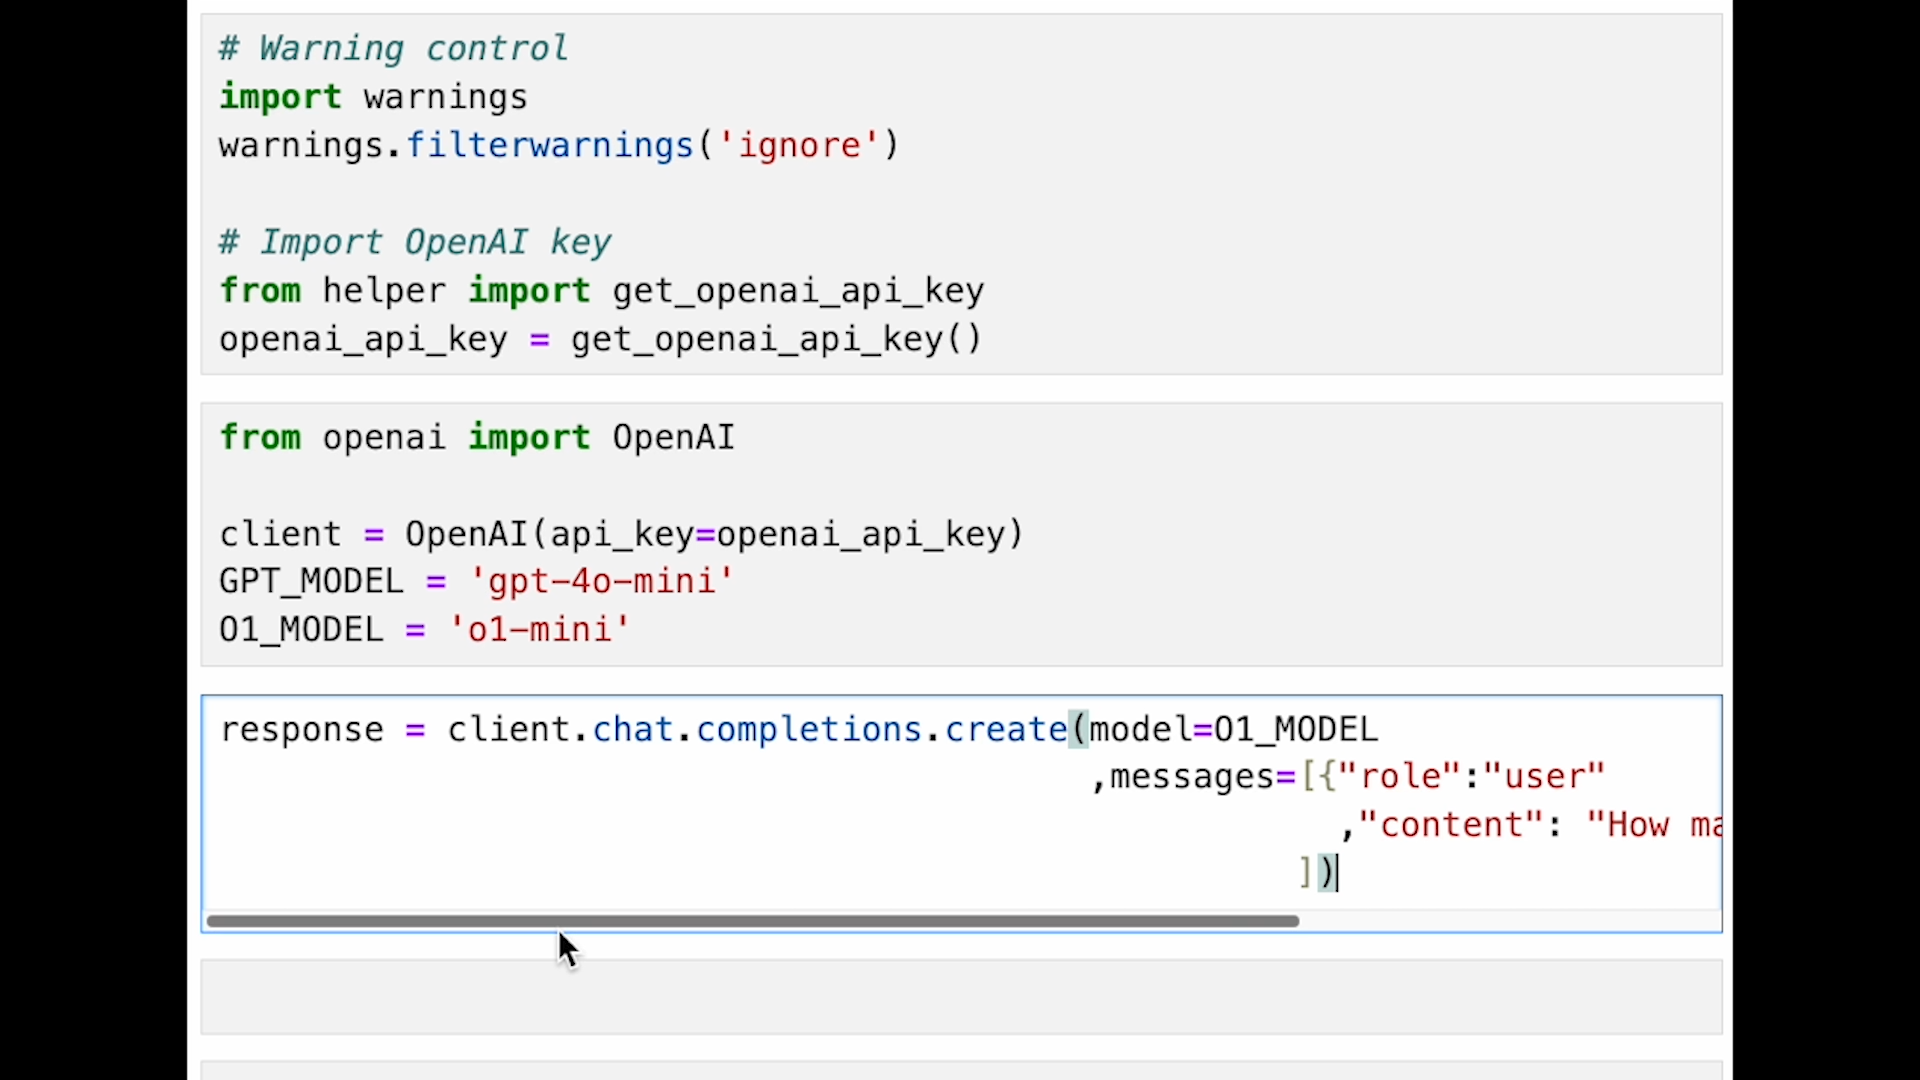 # Warning control
import warnings
warnings.filterwarnings('ignore')
# Import OpenAI key
from helper import get_openai_api_key
openai_api_key = get_openai_api_key()
from openai import OpenAI
client = OpenAI(api_key=openai_api_key)
GPT_MODEL = 'gpt-4o-mini'
O1_MODEL = 'o1-mini'
response = client.chat.completions.create(model=O1_MODEL
,messages=[{"role":"user"
,"content": "How
])